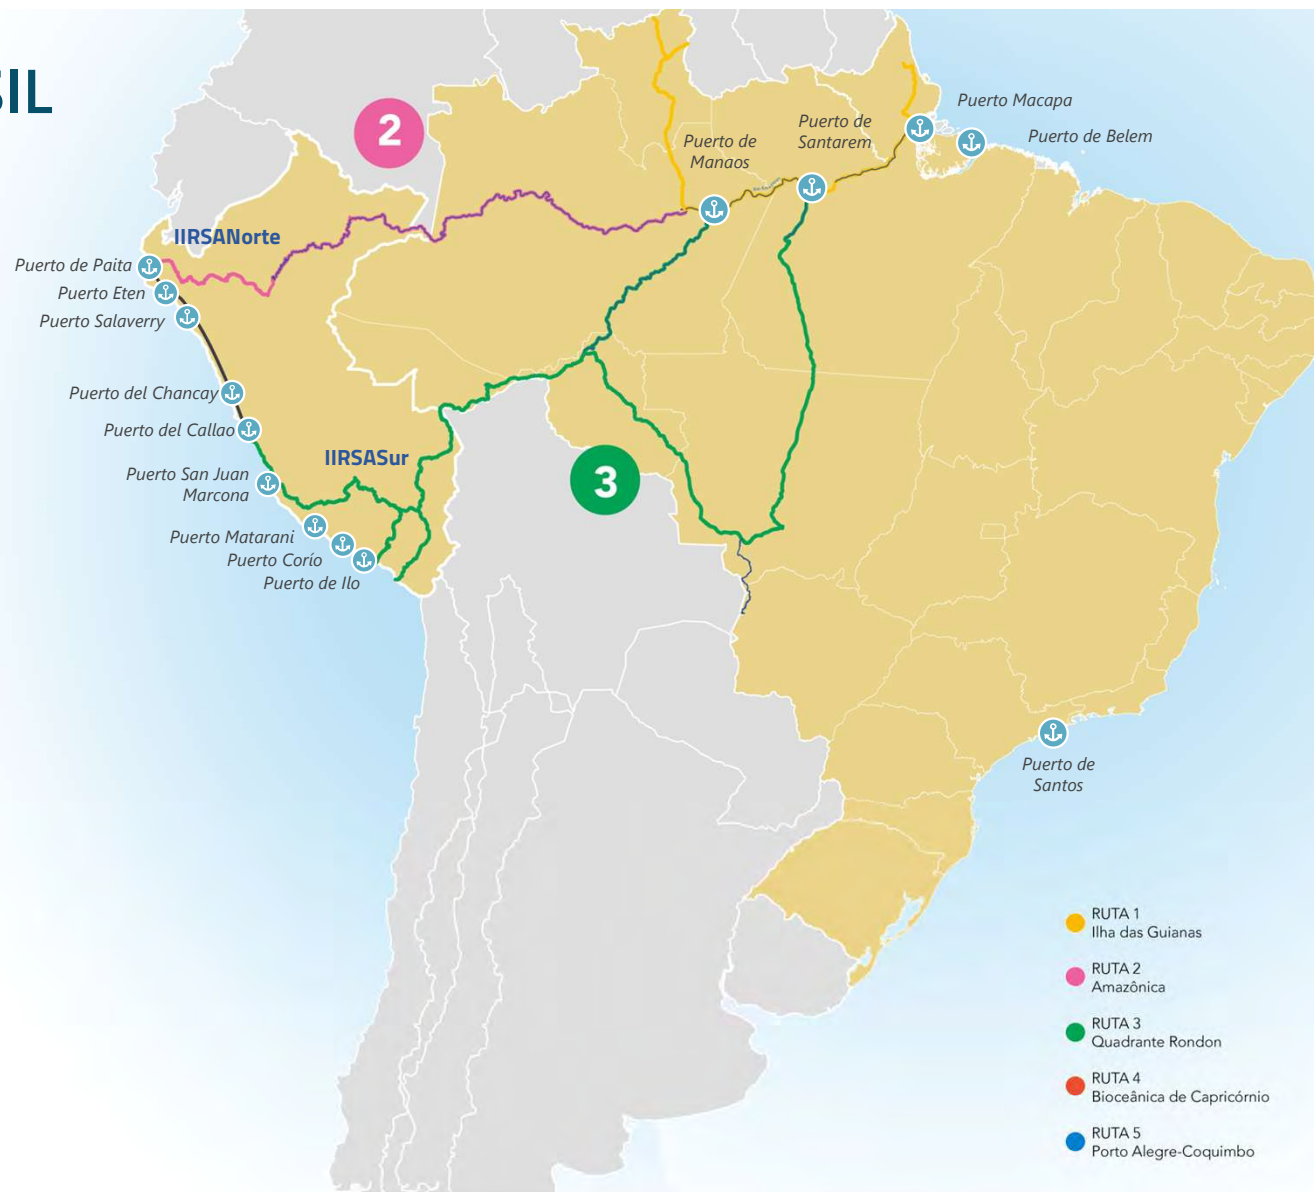 SIL
2
Puerto Macapa
Puerto de
Santarem
Puerto de Belem
Puerto de
Manaos
IIRSANorte
Puerto de Paita
Puerto Eten
Puerto Salaverry
Puerto del Chancay
Puerto del Callao
IIRSASur
3
Puerto San Juan
Marcona
Puerto Matarani
Puerto Corío
Puerto de Ilo
Puerto de
Santos
RUTA 1
Ilha das Guianas
RUTA 2
Amazônica
RUTA 3
Quadrante Rondon
RUTA 4
Bioceânica de Capricórnio
RUTA 5
Porto Alegre-Coquimbo